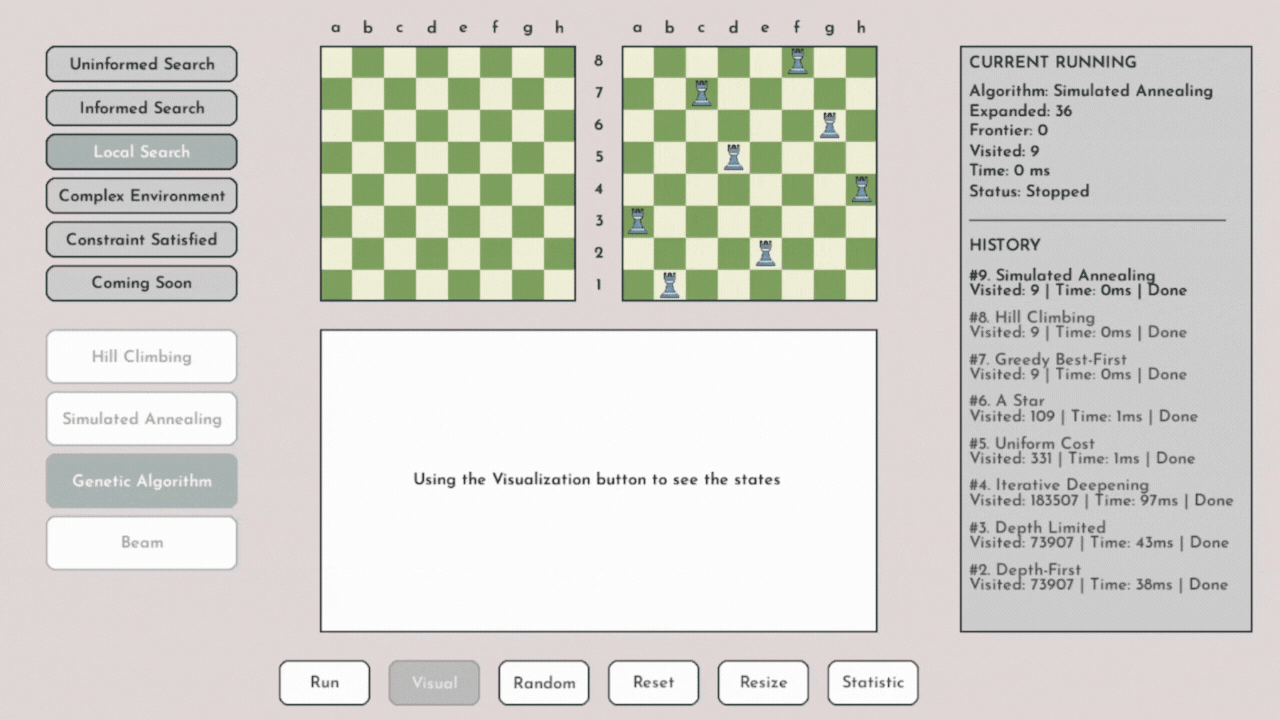 a b c d e f g h
a b c d e f g h
8
7
6
5
4
3
2
1
Uninformed Search
Informed Search
Local Search
Complex Environment
Constraint Satisfied
Coming Soon
Hill Climbing
Simulated Annealing
Genetic Algorithm
Beam
Using the Visualization button to see the states
Run
Visual
Random
Reset
Resize
Statistic
CURRENT RUNNING
Algorithm: Simulated Annealing
Expanded: 36
Frontier: 0
Visited: 9
Time: 0 ms
Status: Stopped
HISTORY
#9. Simulated Annealing
Visited: 9 | Time: 0ms | Done
#8. Hill Climbing
Visited: 9 | Time: 0ms | Done
#7. Greedy Best-First
Visited: 9 | Time: 0ms | Done
#6. A Star
Visited: 109 | Time: 1ms | Done
#5. Uniform Cost
Visited: 331 | Time: 1ms | Done
#4. Iterative Deepening
Visited: 183507 | Time: 97ms | Done
#3. Depth Limited
Visited: 73907 | Time: 43ms | Done
#2. Depth-First
Visited: 73907 | Time: 38ms | Done